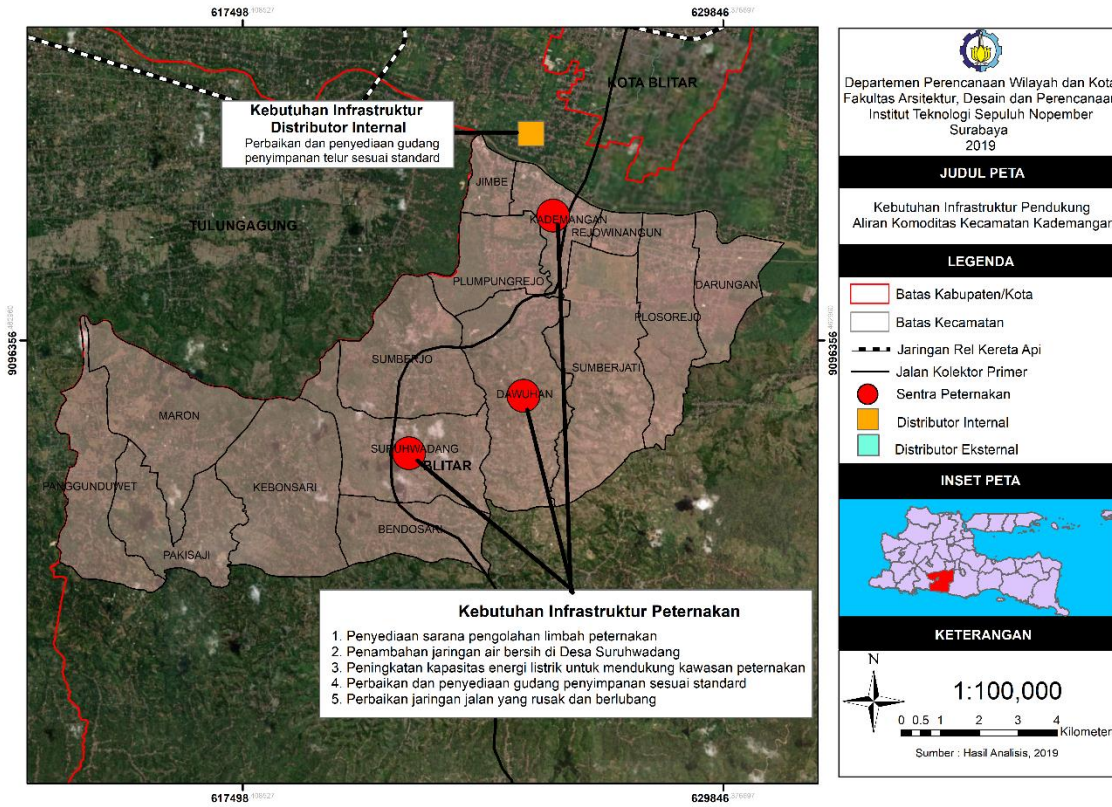 617498
629846
9096356
9096356
617498
629846
KOTA BLITAR
Kebutuhan Infrastruktur
Distributor Internal
Perbaikan dan penyediaan gudang
penyimpanan telur sesuai standard
TULUNGAGUNG
JIMBE
KADEMANGAN
REJOWINANGUN
PLUMPUNGREJO
DARUNGAN
PLOSOREJO
SUMBERJO
SUMBERJATI
DAWUHAN
MARON
SURUHWADANG
BLITAR
PANGGUNDUWET
KEBONSARI
BENDOSARI
PAKISAJI
Kebutuhan Infrastruktur Peternakan
1. Penyediaan sarana pengolahan limbah peternakan
2. Penambahan jaringan air bersih di Desa Suruhwadang
3. Peningkatan kapasitas energi listrik untuk mendukung kawasan peternakan
4. Perbaikan dan penyediaan gudang penyimpanan sesuai standard
5. Perbaikan jaringan jalan yang rusak dan berlubang
Departemen Perencanaan Wilayah dan Kota
Fakultas Arsitektur, Desain dan Perencanaan
Institut Teknologi Sepuluh Nopember
Surabaya
2019
JUDUL PETA
Kebutuhan Infrastruktur Pendukung
Aliran Komoditas Kecamatan Kademangan
LEGENDA
Batas Kabupaten/Kota
Batas Kecamatan
Jaringan Rel Kereta Api
Jalan Kolektor Primer
Sentra Peternakan
Distributor Internal
Distributor Eksternal
INSET PETA
KETERANGAN
N
1:100,000
0 0.5 1 2 3 4
Kilometer
Sumber : Hasil Analisis, 2019